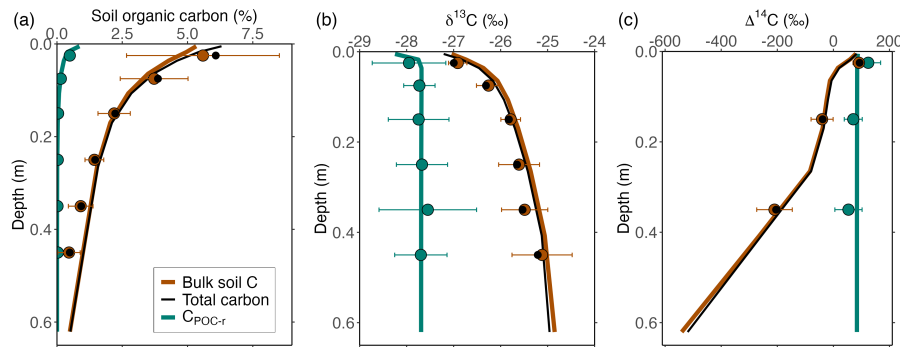 (a) Soil organic carbon (%)
0.0 2.5 5.0 7.5
0.0
0.2
0.4
0.6
Depth (m)
Bulk soil C
Total carbon
CPOC-r
(b) δ13C (‰)
-29 -28 -27 -26 -25 -24
0.0
0.2
0.4
0.6
Depth (m)
(c) Δ14C (‰)
-600 -400 -200 0 200
0.0
0.2
0.4
0.6
Depth (m)